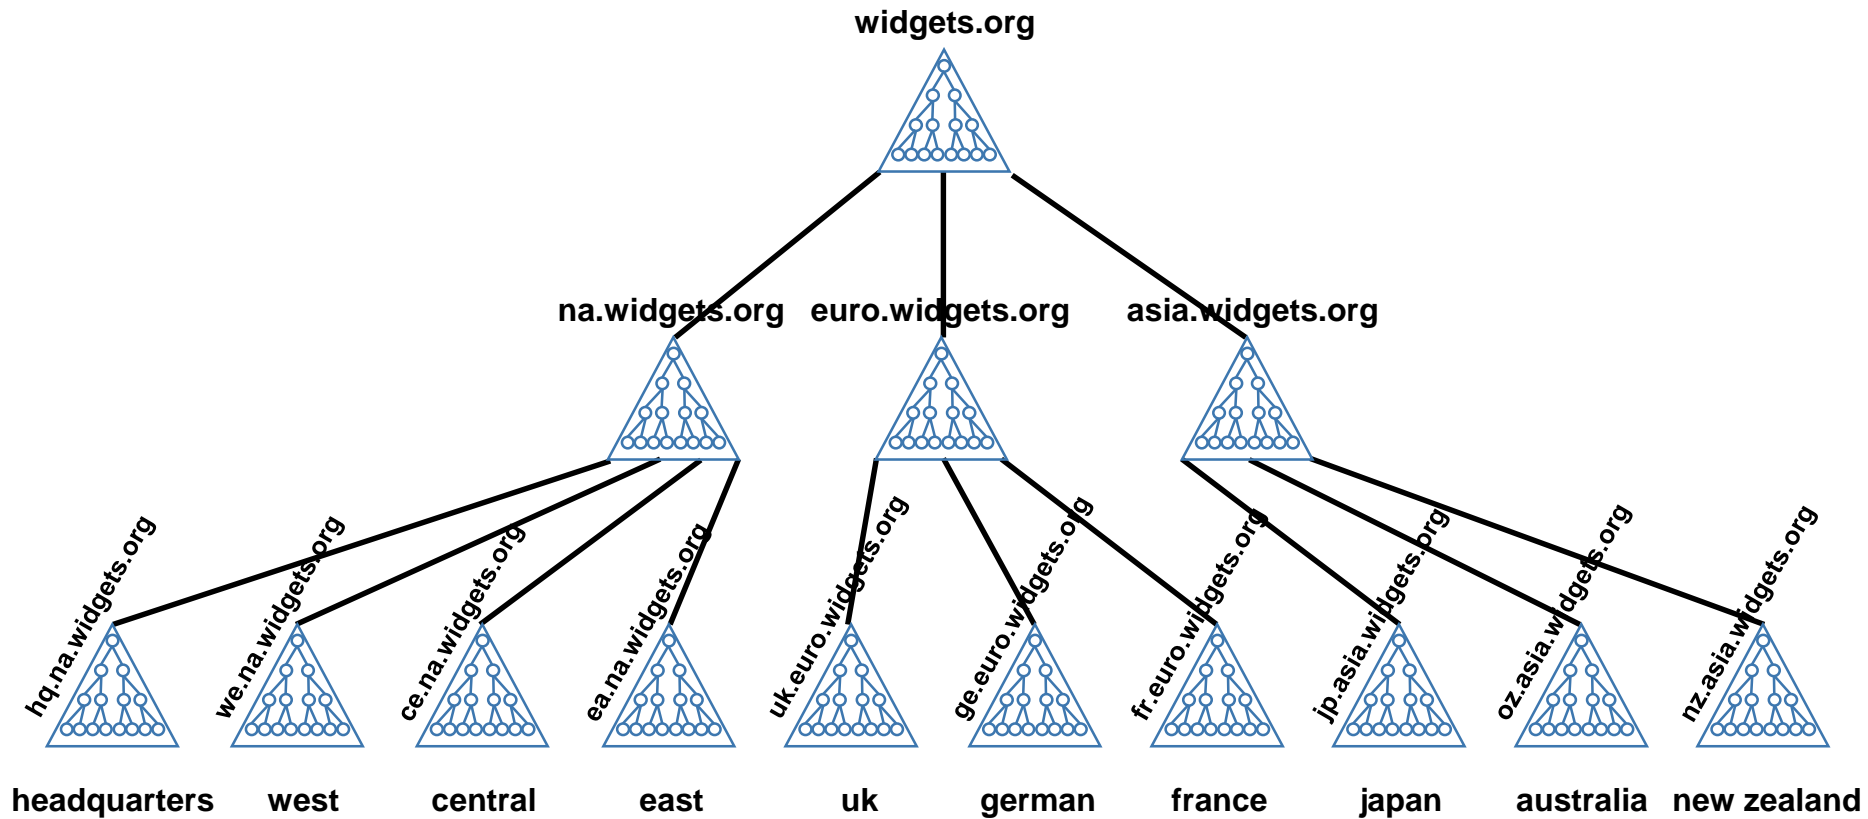 widgets.org
na.widgets.org
euro.widgets.org
asia.widgets.org
hq.na.widgets.org
we.na.widgets.org
ce.na.widgets.org
ea.na.widgets.org
uk.euro.widgets.org
ge.euro.widgets.org
fr.euro.widgets.org
jp.asia.widgets.org
oz.asia.widgets.org
nz.asia.widgets.org
headquarters
west
central
east
uk
german
france
japan
australia
new zealand